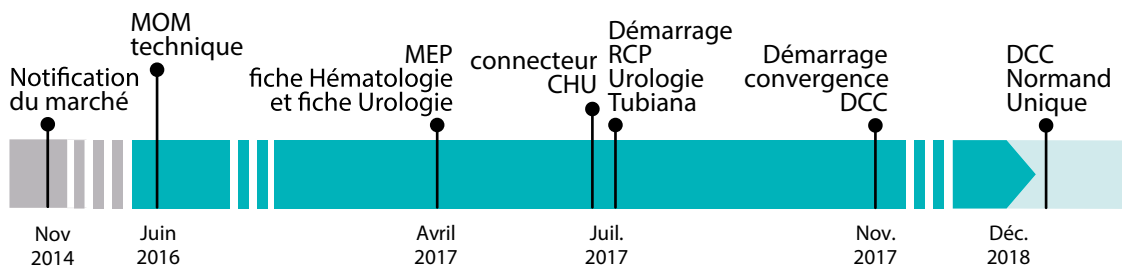 Notification
du marché
MOM
technique
MEP
fiche Hématologie
et fiche Urologie
connecteur
CHU
Démarrage
RCP
Urologie
Tubiana
Démarrage
convergence
DCC
DCC
Normand
Unique
Nov
2014
Juin
2016
Avril
2017
Juil.
2017
Nov.
2017
Déc.
2018